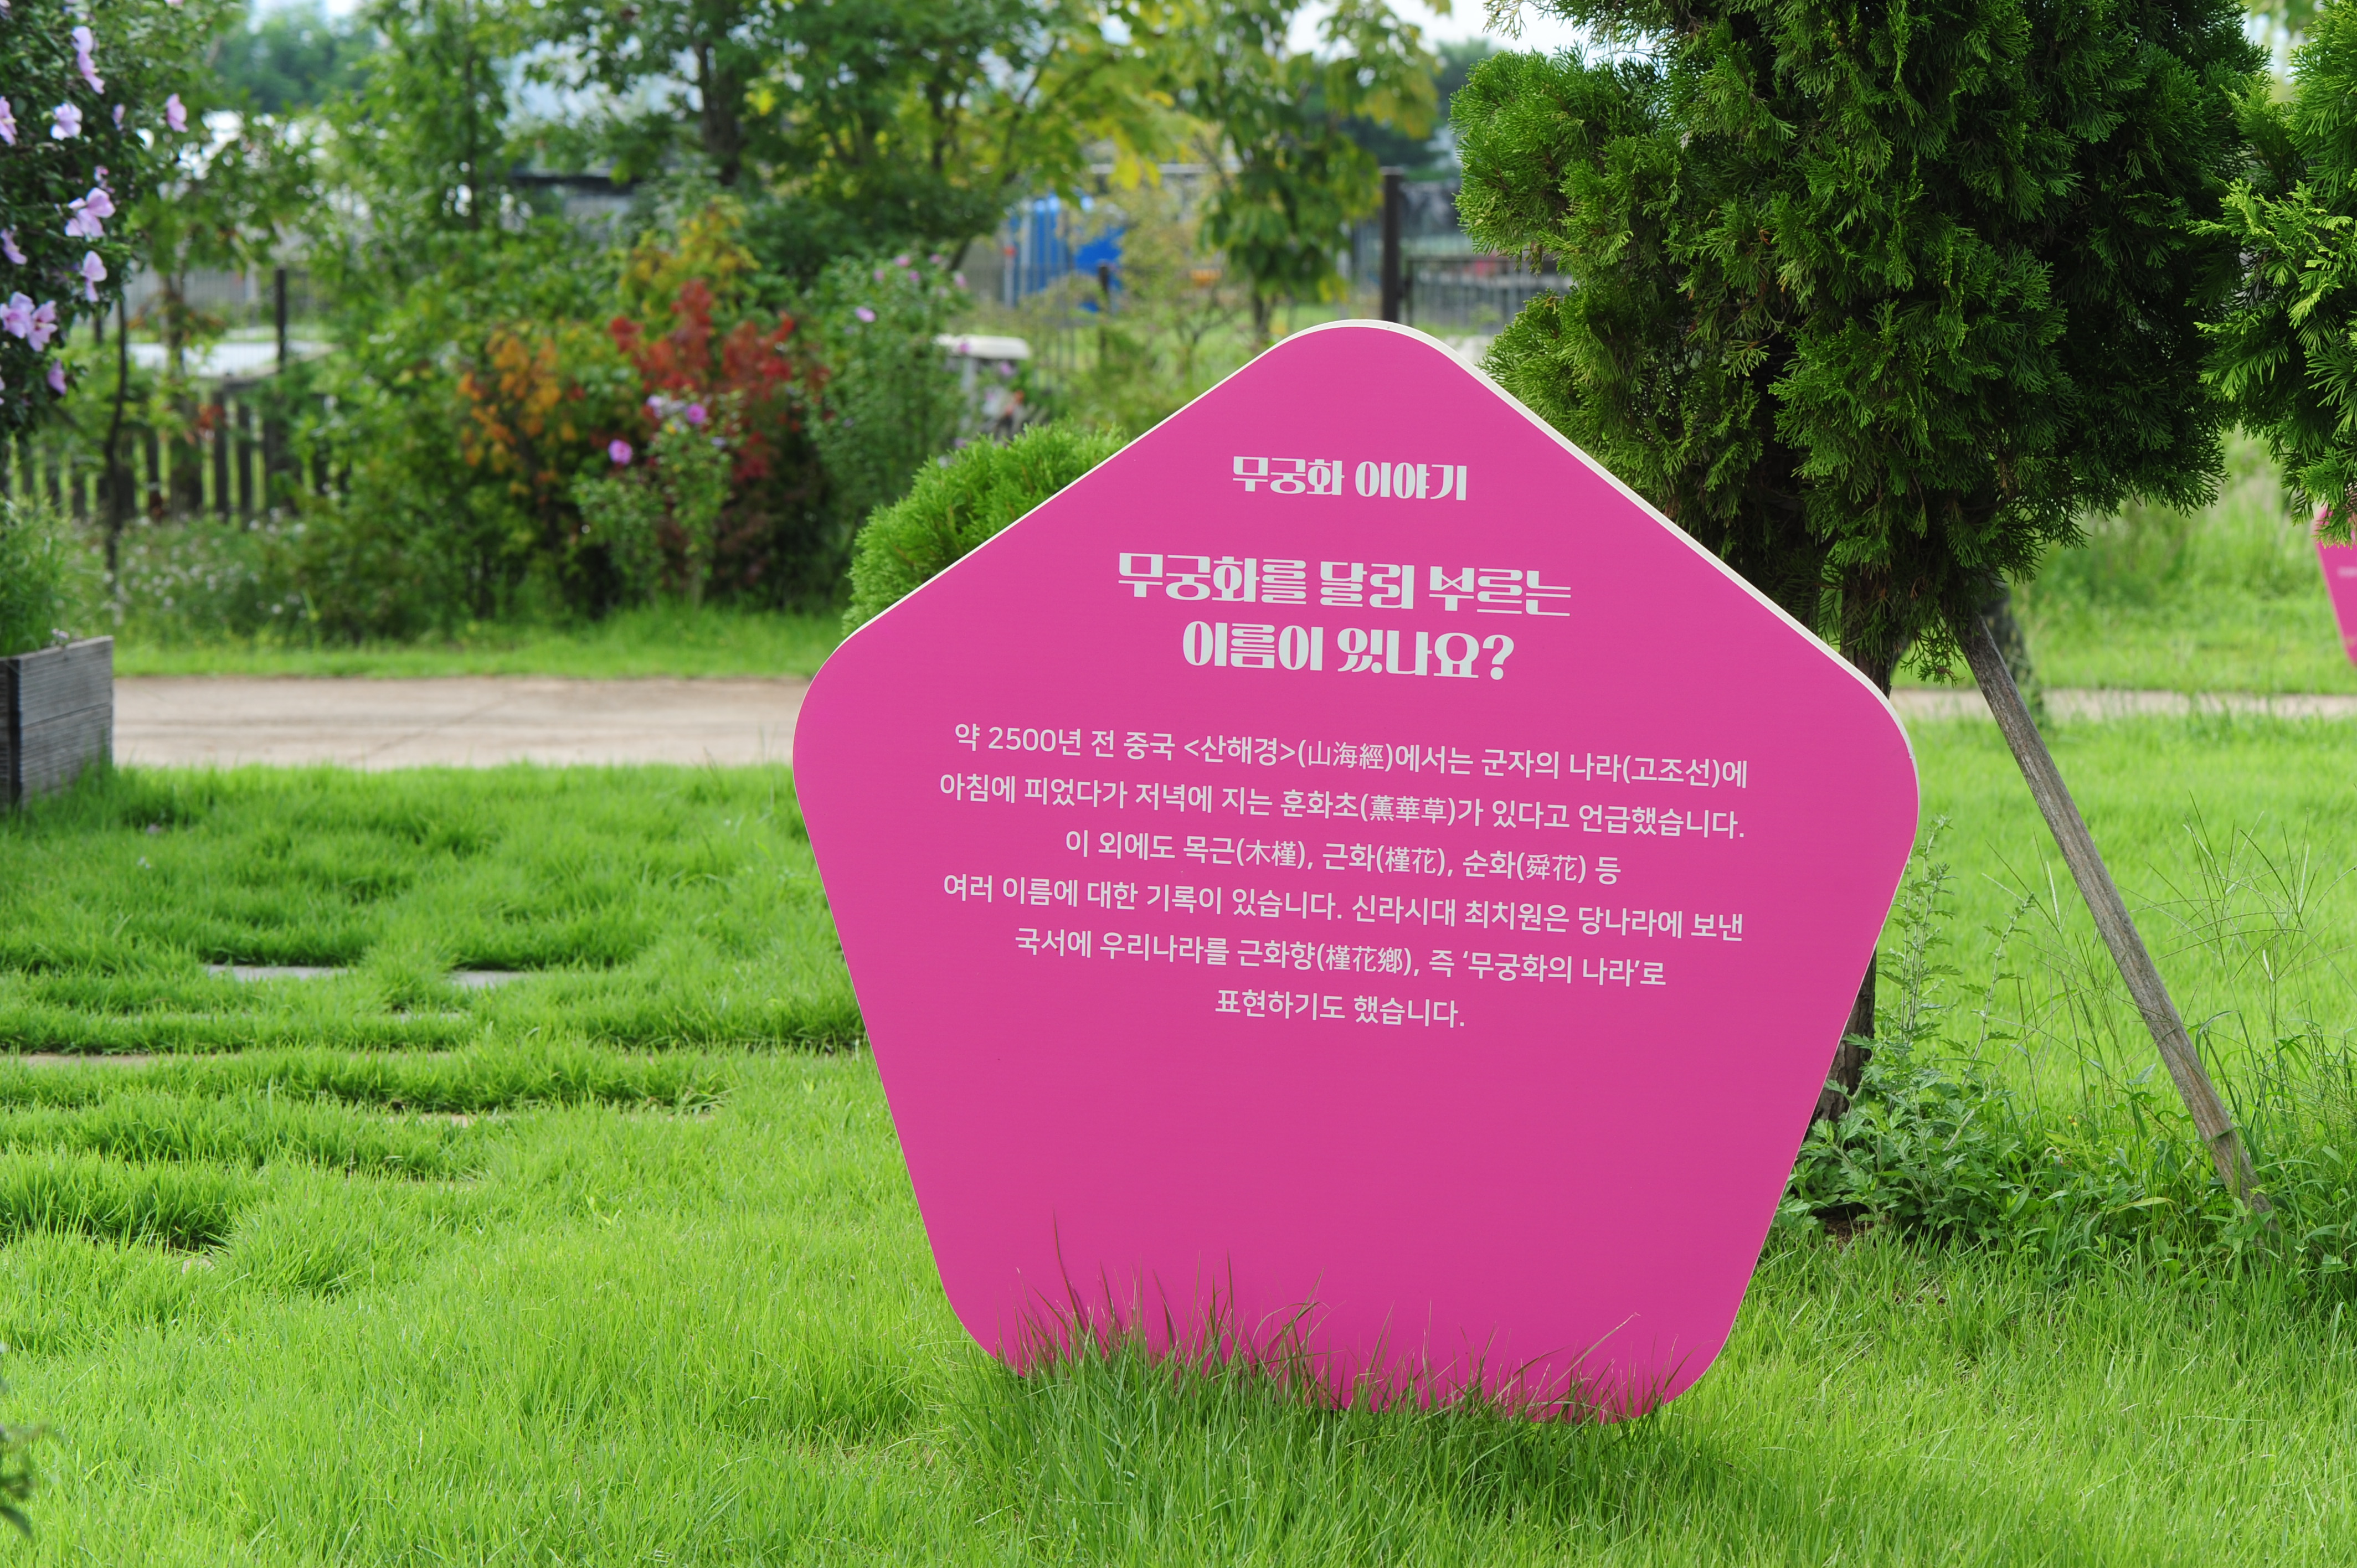 무궁화 이야기
무궁화를 달리 부르는
이름이 있나요?
약 2500년 전 중국 <산해경>(山海經)에서는 군자의 나라(고조선)에
아침에 피었다가 저녁에 지는 훈화초(薰華草)가 있다고 언급했습니다.
이 외에도 목근(木槿), 근화(槿花), 순화(舜花) 등
여러 이름에 대한 기록이 있습니다. 신라시대 최치원은 당나라에 보낸
국서에 우리나라를 근화향(槿花鄕), 즉 ‘무궁화의 나라’로
표현하기도 했습니다.